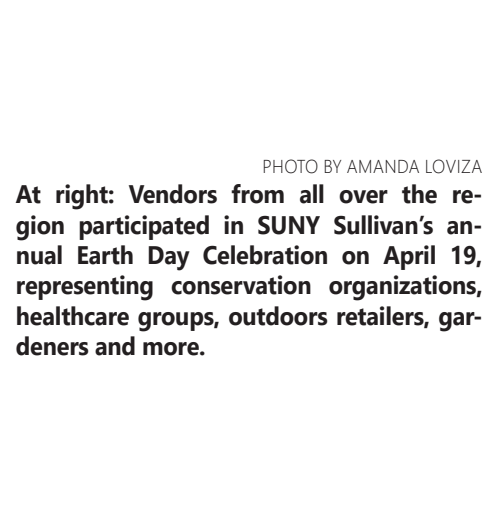 PHOTO BY AMANDA LOVIZA
At right: Vendors from all over the re-
gion participated in SUNY Sullivan’s an-
nual Earth Day Celebration on April 19,
representing conservation organizations,
healthcare groups, outdoors retailers, gar-
deners and more.